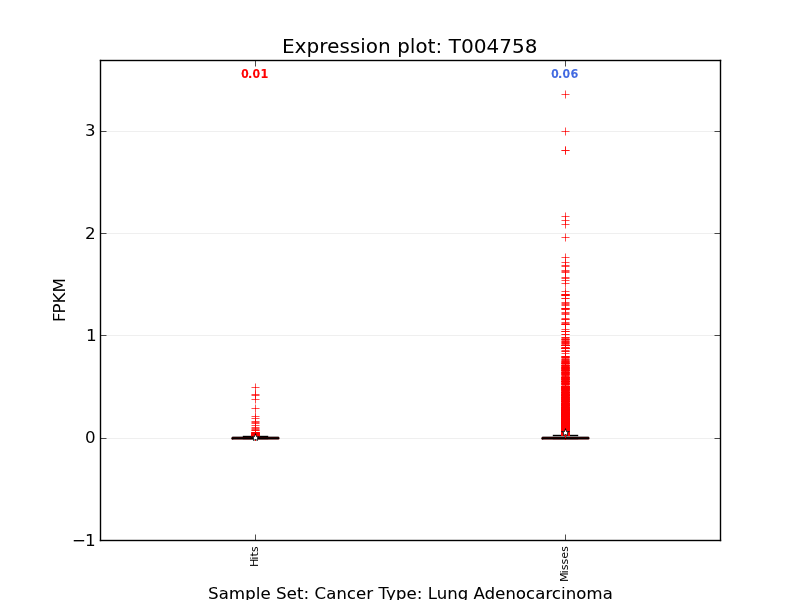 Expression plot: T004758
0.01 0.06
3
2
1
0
−1
FPKM
Hits Misses
Sample Set: Cancer Type: Lung Adenocarcinoma